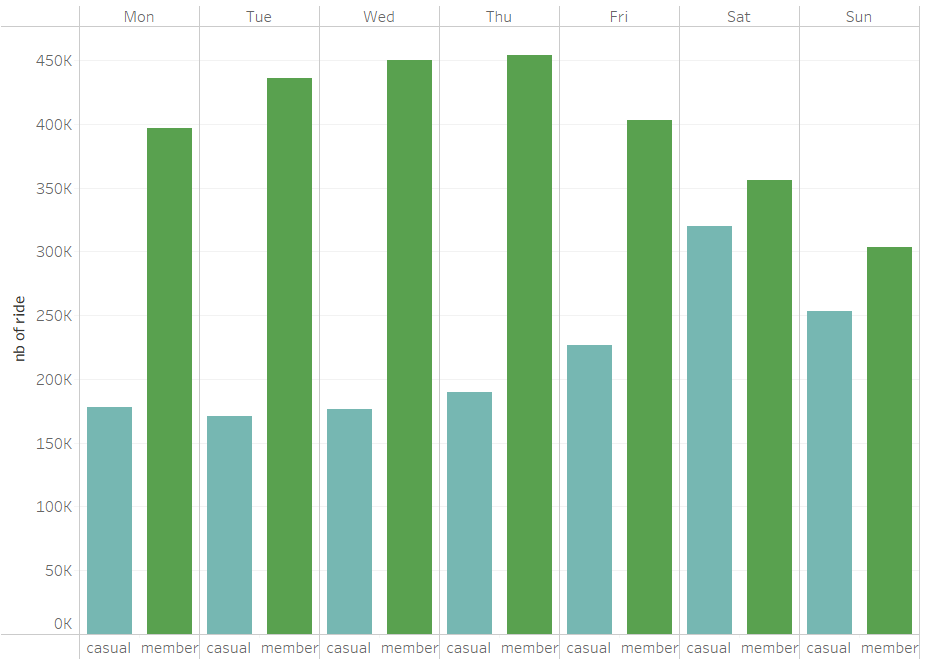 Mon Tue Wed Thu Fri Sat Sun
450K
400K
350K
300K
250K
200K
150K
100K
50K
0K
nb of ride
casual member casual member casual member casual member casual member casual member casual member